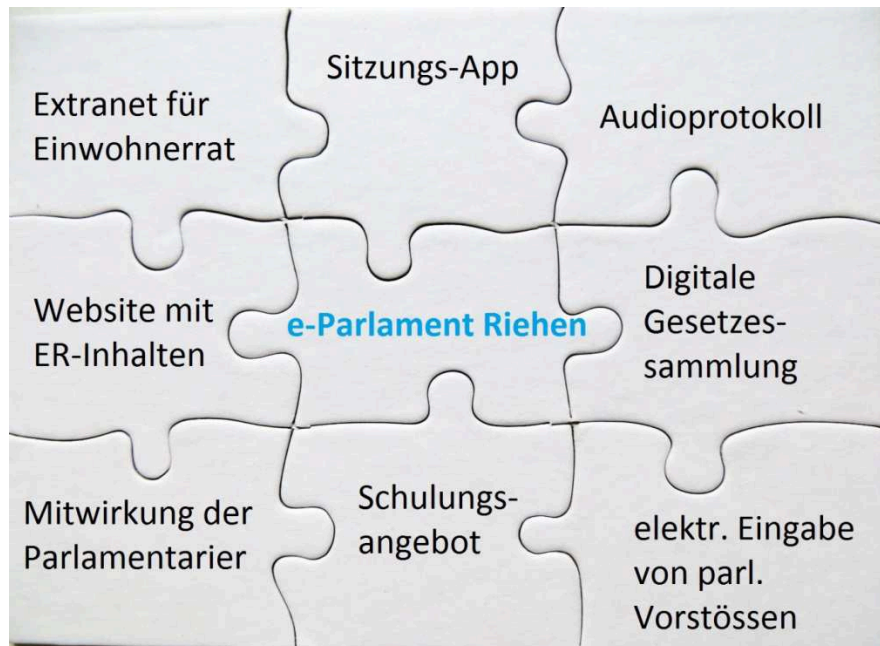 Extranet für
Einwohnerrat
Sitzungs-App
Audioprotokoll
Website mit
ER-Inhalten
e-Parlament Riehen
Digitale
Gesetzes-
sammlung
Mitwirkung der
Parlamentarier
Schulungs-
angebot
elektr. Eingabe
von parl.
Vorstössen